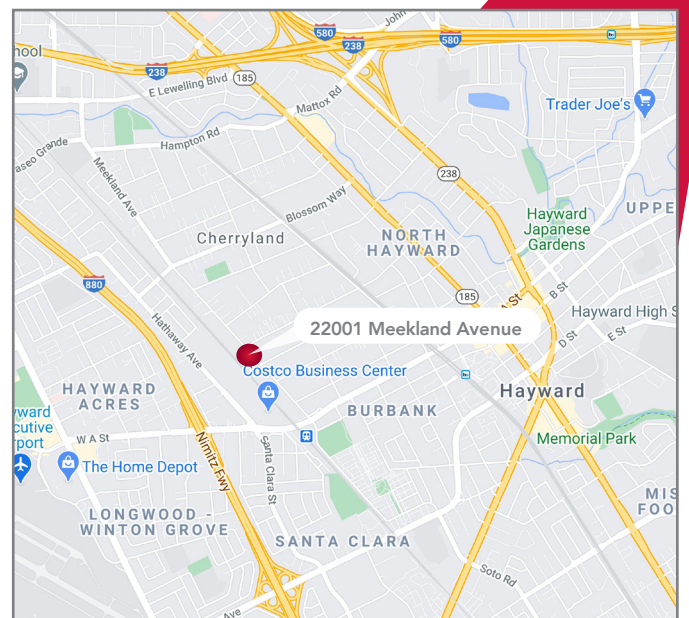 580
238
580
hool
238
185
E Lewelling Blvd
John
Mattox Rd
Trader Joe's
Hampton Rd
aseo Grande
Meekland Ave
238
Blossom Way
UPPE
Hayward
Japanese
Gardens
Cherryland
NORTH
HAYWARD
880
185
A St
B St
Hayward High S
Hathaway Ave
22001 Meekland Avenue
D St
E St
Costco Business Center
HAYWARD
ACRES
BURBANK
Hayward
yward
cutive
rport
W A St
Nimitz Fwy
Santa Clara St
Memorial Park
The Home Depot
MIS
FOO
LONGWOOD -
WINTON GROVE
SANTA CLARA
Soto Rd
Ave